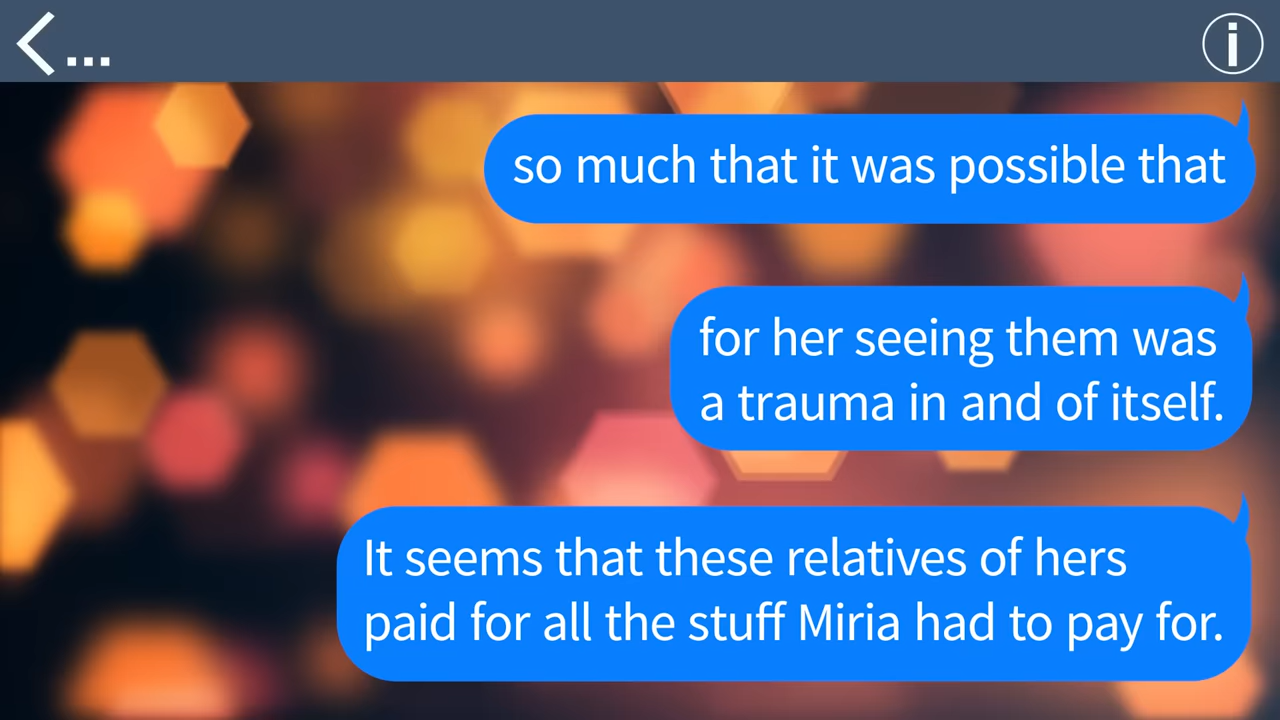 ...
so much that it was possible that
for her seeing them was
a trauma in and of itself.
It seems that these relatives of hers
paid for all the stuff Miria had to pay for.